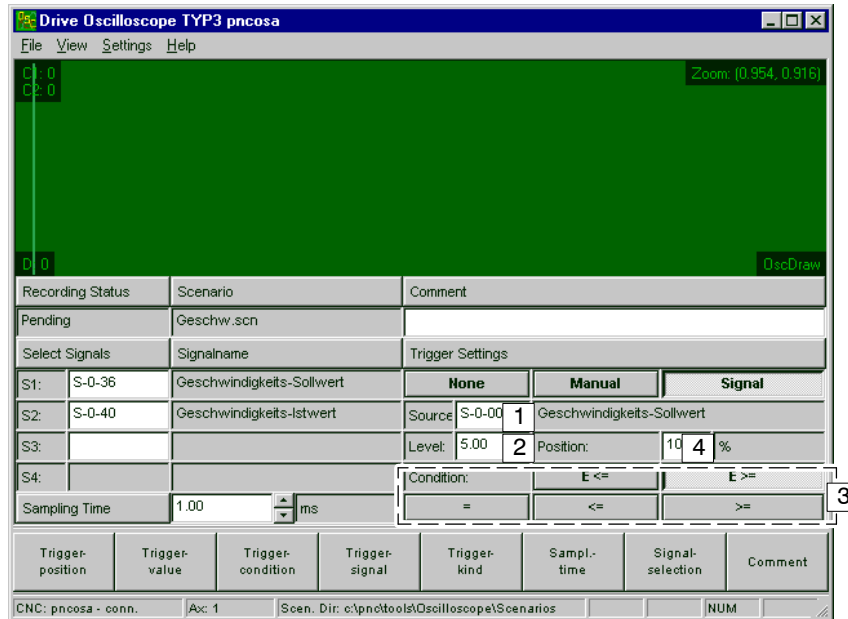 Drive Oscilloscope TYP3 pncosa
File View Settings Help
C1: 0
C2: 0
Zoom: (0.954, 0.916)
D: 0
OscDraw
Recording Status Scenario Comment
Pending Geschw.scn
Select Signals Signalname Trigger Settings
S1: S-0-36 Geschwindigkeits-Sollwert None Manual Signal
S2: S-0-40 Geschwindigkeits-Istwert Source S-0-00 1 Geschwindigkeits-Sollwert
S3: Level: 5.00 2 Position: 10 4 %
S4: Condition: E <= E >=
3
Sampling Time 1.00 ms = <= >=
Trigger-position Trigger-value Trigger-condition Trigger-signal Trigger-kind Sampl.-time Signal-selection Comment
CNC: pncosa - conn. Ax: 1 Scen. Dir: c:\pnc\tools\Oscilloscope\Scenarios NUM